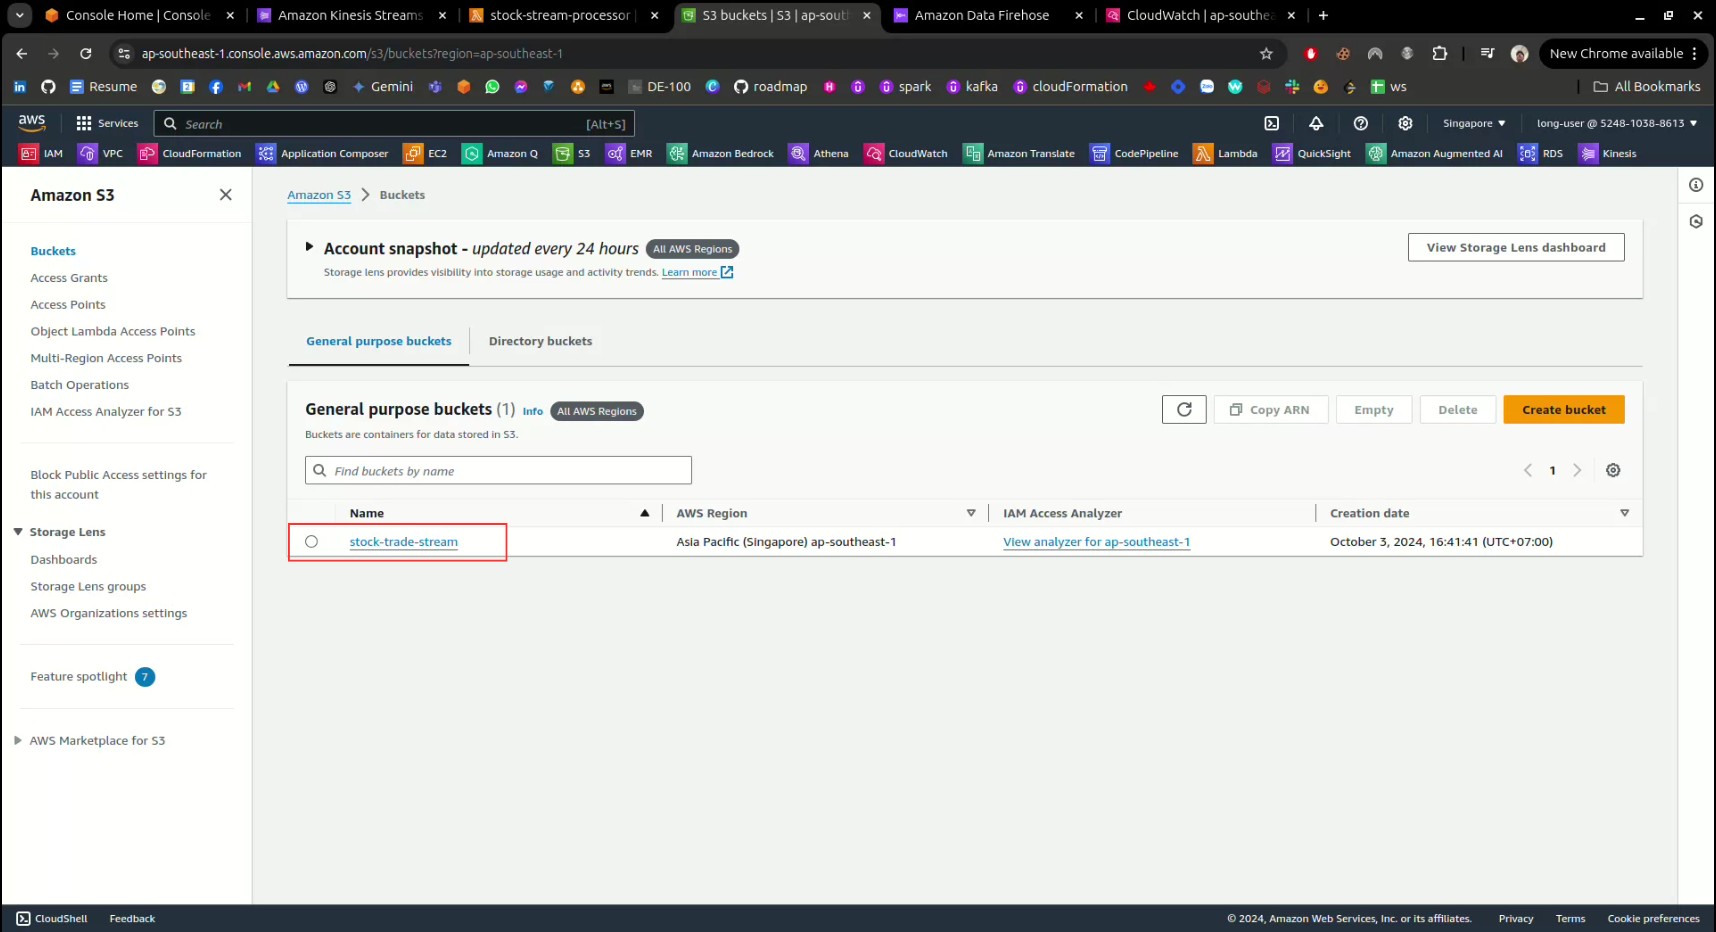 Console Home | Console
Amazon Kinesis Streams
stock-stream-processor |
S3 buckets | S3 | ap-south
Amazon Data Firehose
CloudWatch | ap-southea
ap-southeast-1.console.aws.amazon.com/s3/buckets?region=ap-southeast-1
New Chrome available
Resume
Gemini
DE-100
roadmap
spark
kafka
cloudFormation
ws
All Bookmarks
aws
Services
Search
[Alt+S]
Singapore
long-user @ 5248-1038-8613
IAM
VPC
CloudFormation
Application Composer
EC2
Amazon Q
S3
EMR
Amazon Bedrock
Athena
CloudWatch
Amazon Translate
CodePipeline
Lambda
QuickSight
Amazon Augmented AI
RDS
Kinesis
Amazon S3
Buckets
Access Grants
Access Points
Object Lambda Access Points
Multi-Region Access Points
Batch Operations
IAM Access Analyzer for S3
Block Public Access settings for
this account
Storage Lens
Dashboards
Storage Lens groups
AWS Organizations settings
Feature spotlight 7
AWS Marketplace for S3
Amazon S3 > Buckets
Account snapshot - updated every 24 hours All AWS Regions
View Storage Lens dashboard
Storage lens provides visibility into storage usage and activity trends. Learn more
General purpose buckets
Directory buckets
General purpose buckets (1) Info All AWS Regions
Copy ARN
Empty
Delete
Create bucket
Buckets are containers for data stored in S3.
Find buckets by name
1
Name
AWS Region
IAM Access Analyzer
Creation date
stock-trade-stream
Asia Pacific (Singapore) ap-southeast-1
View analyzer for ap-southeast-1
October 3, 2024, 16:41:41 (UTC+07:00)
CloudShell
Feedback
© 2024, Amazon Web Services, Inc. or its affiliates.
Privacy
Terms
Cookie preferences